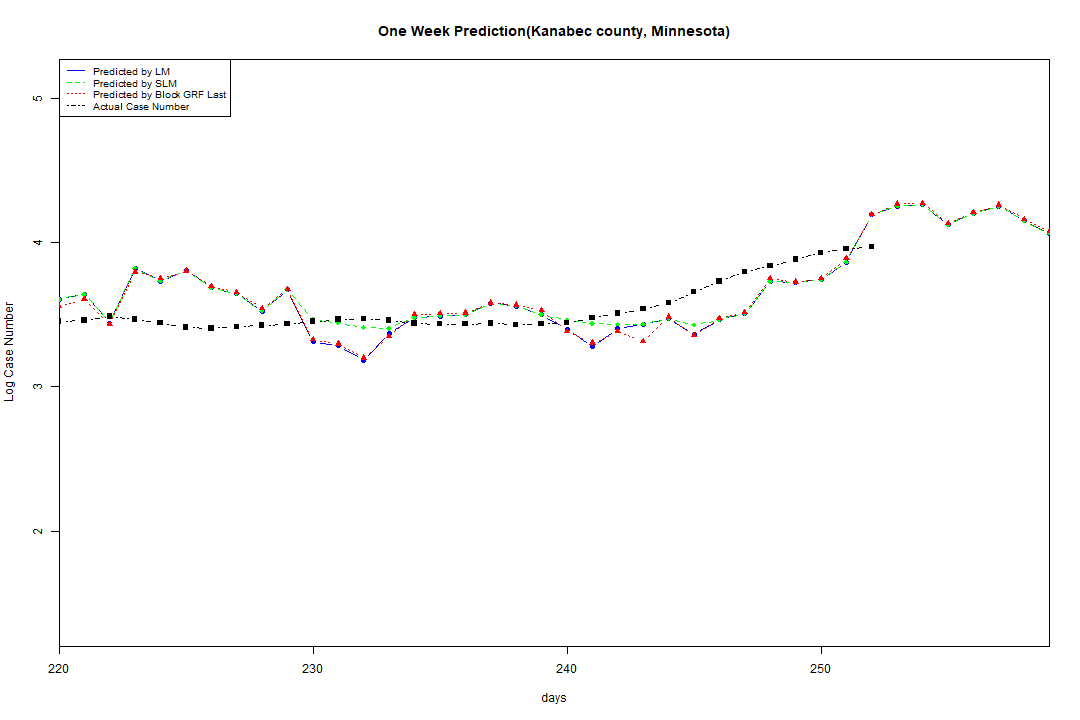 One Week Prediction(Kanabec county, Minnesota)
Predicted by LM
Predicted by SLM
Predicted by Block GRF Last
Actual Case Number
5
4
3
2
Log Case Number
220 230 240 250
days